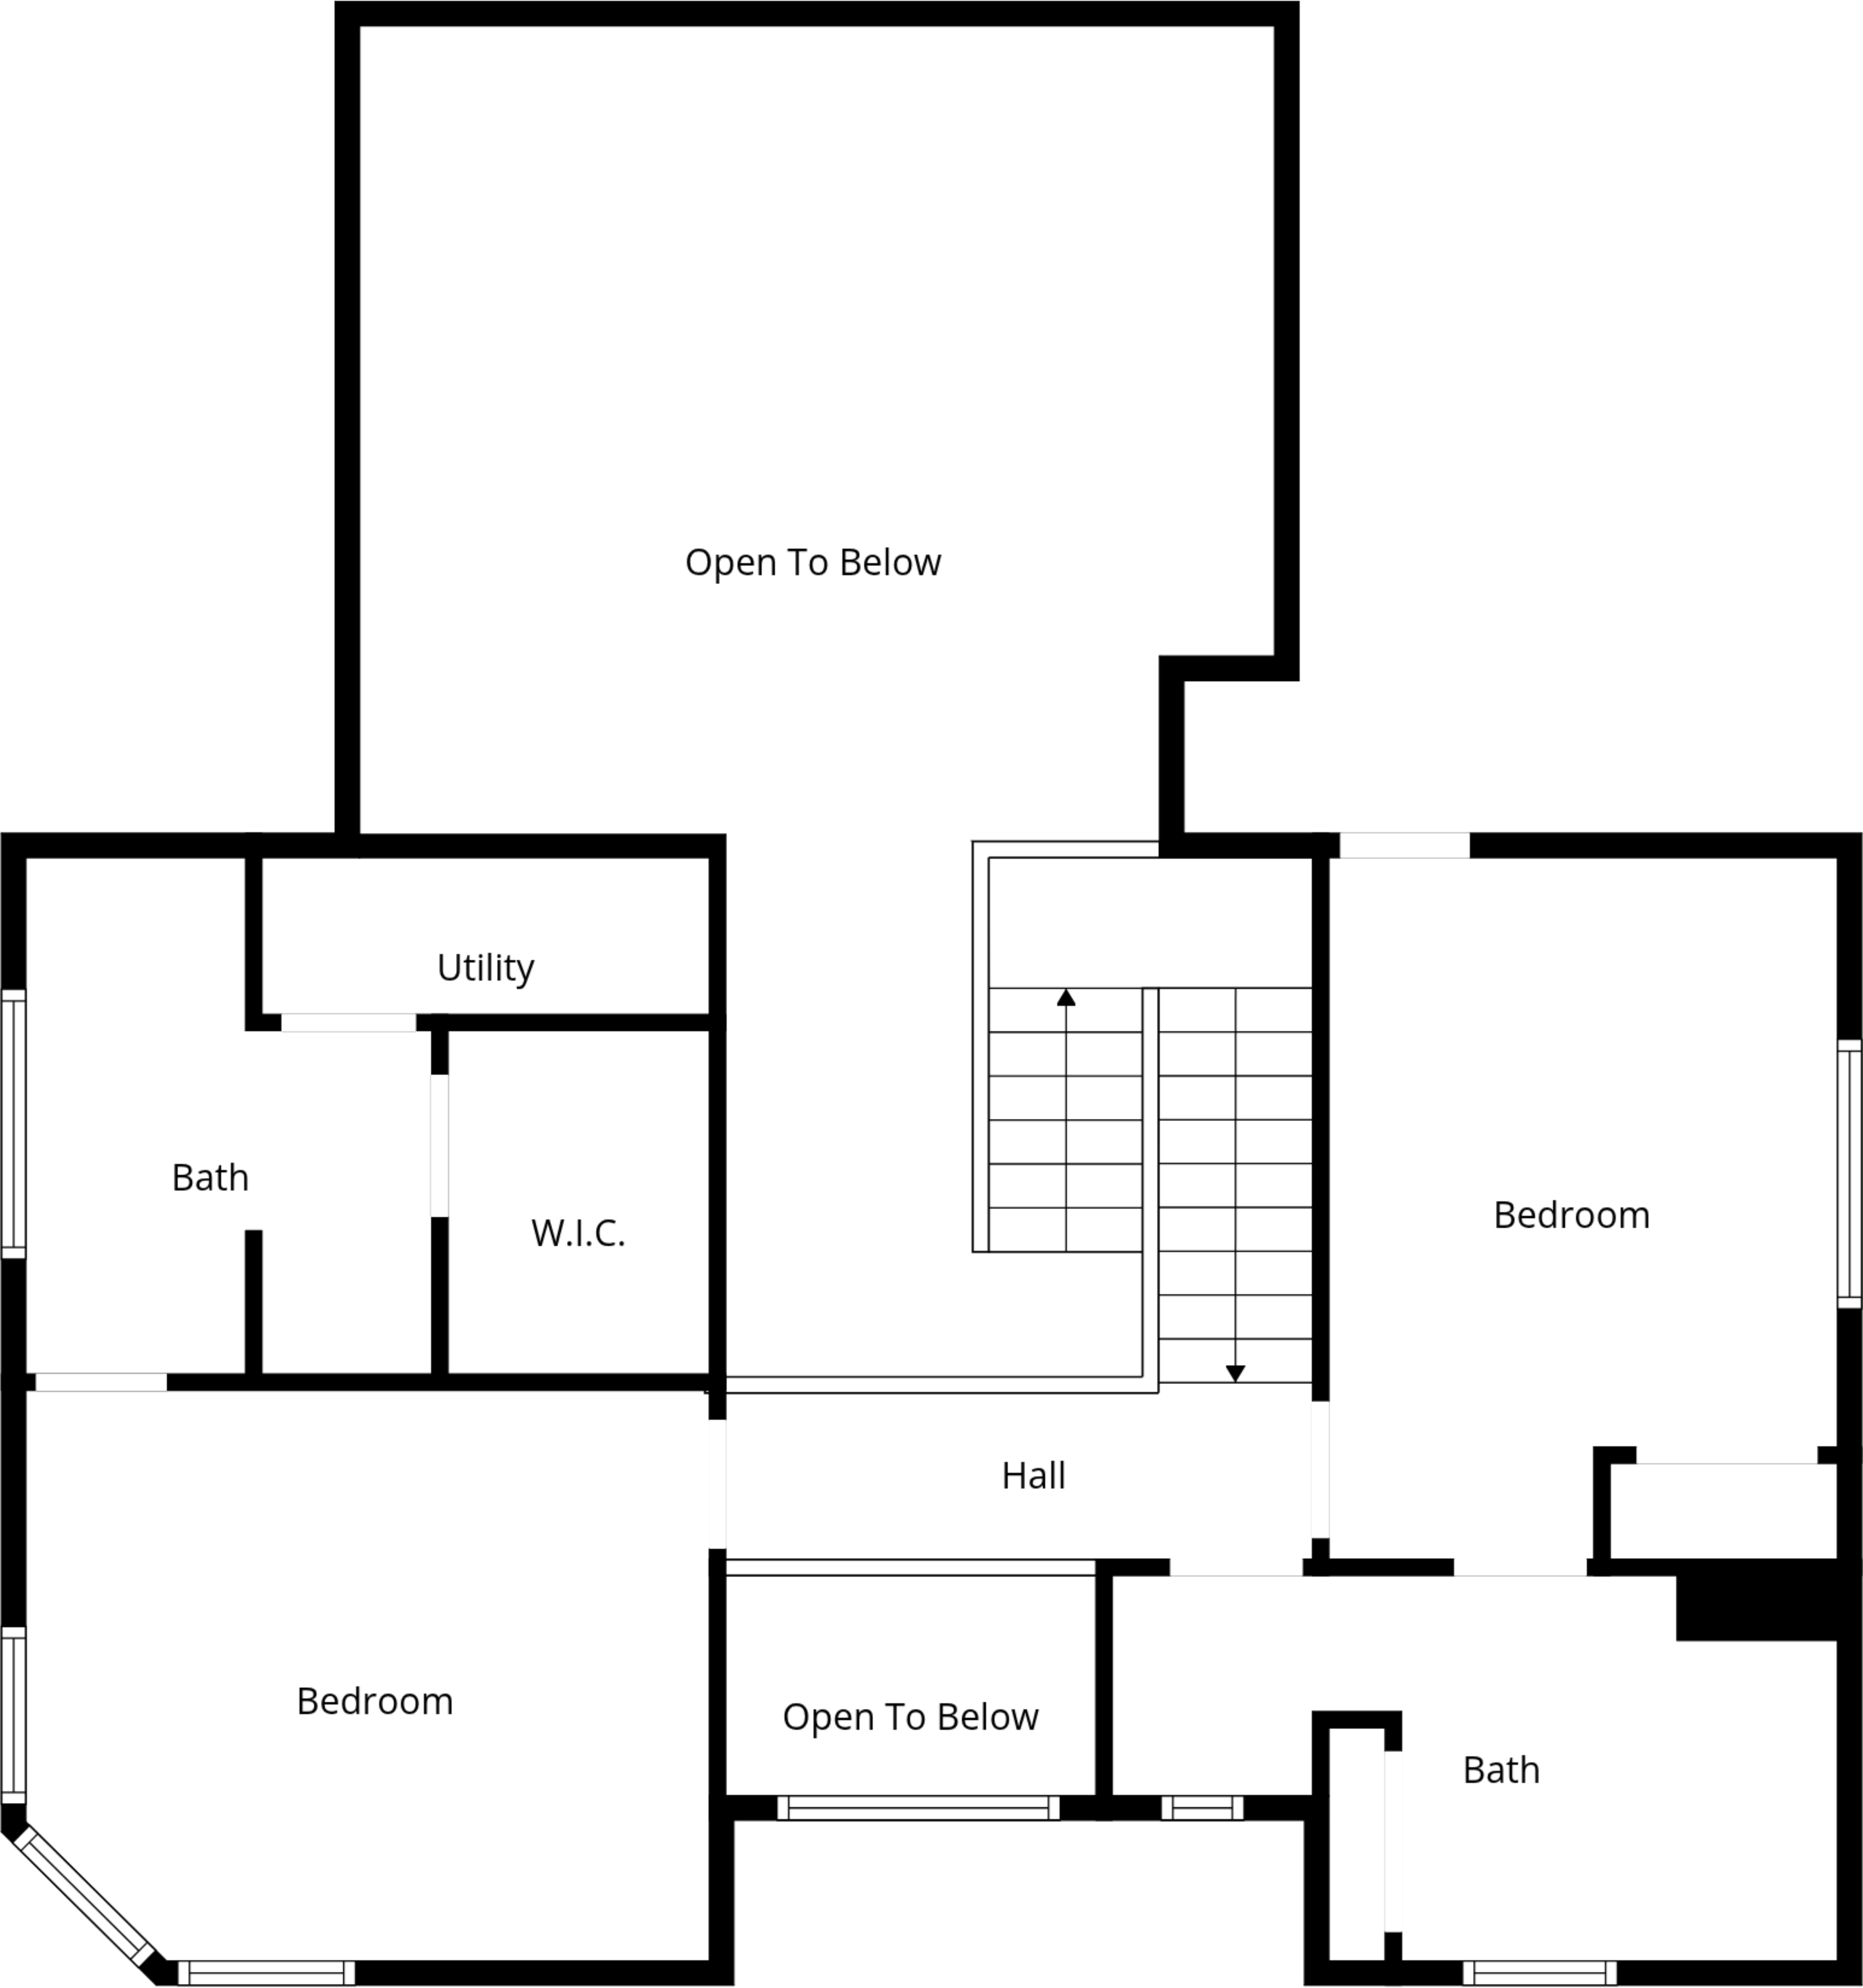 Open To Below
Utility
Bath
W.I.C.
Bedroom
Hall
Bedroom
Open To Below
Bath